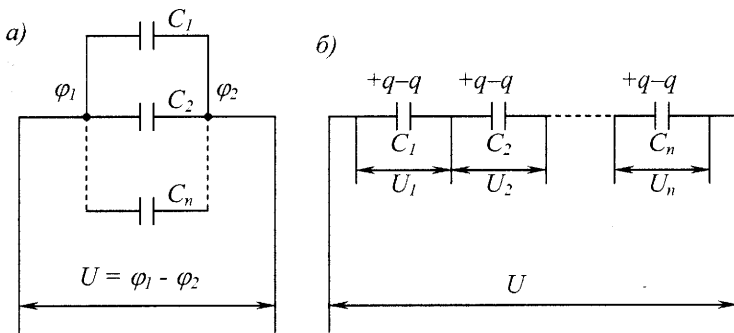 а)
C₁
φ₁
C₂
φ₂
Cₙ
U = φ₁ - φ₂
б)
+q–q +q–q +q–q
C₁ C₂ Cₙ
U₁ U₂ Uₙ
U